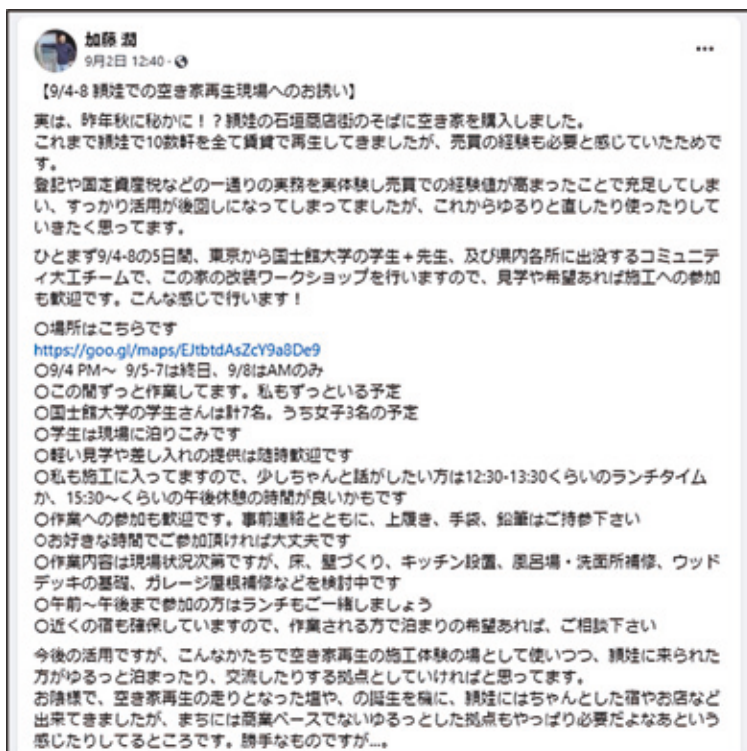 加藤 潤
9月2日 12:40
【9/4-8 頴娃での空き家再生現場へのお誘い】
実は、昨年秋に秘かに！？頴娃の石垣商店街のそばに空き家を購入しました。
これまで頴娃で10数軒を全て賃貸で再生してきましたが、売買の経験も必要と感じていたためで
す。
登記や固定資産税などの一通りの実務を実体験し売買での経験値が高まったことで充足してしま
い、すっかり活用が後回しになってしまってましたが、これからゆるりと直したり使ったりして
いきたく思ってます。
ひとまず9/4-8の5日間、東京から国士舘大学の学生+先生、及び県内各所に出没するコミュニテ
ィ大工チームで、この家の改装ワークショップを行いますので、見学や希望あれば施工への参加
も歓迎です。こんな感じで行います！
〇場所はこちらです
https://goo.gl/maps/EJtbtdAsZcY9a8De9
〇9/4 PM～ 9/5-7は終日、9/8はAMのみ
〇この間ずっと作業してます。私もずっといる予定
〇国士舘大学の学生さんは計7名。うち女子3名の予定
〇学生は現場に泊りこみです
〇軽い見学や差し入れの提供は随時歓迎です
〇私も施工に入ってますので、少しちゃんと話がしたい方は12:30-13:30くらいのランチタイム
か、15:30～くらいの午後休憩の時間が良いかもです
〇作業への参加も歓迎です。事前連絡とともに、上履き、手袋、鉛筆はご持参下さい
〇お好きな時間でご参加頂ければ大丈夫です
〇作業内容は現場状況次第ですが、床、壁づくり、キッチン設置、風呂場・洗面所補修、ウッド
デッキの基礎、ガレージ屋根補修などを検討中です
〇午前～午後まで参加の方はランチもご一緒しましょう
〇近くの宿も確保していますので、作業される方で泊まりの希望あれば、ご相談下さい
今後の活用ですが、こんなかたちで空き家再生の施工体験の場として使いつつ、頴娃に来られた
方がゆるっと泊まったり、交流したりする拠点としていければと思ってます。
お陰様で、空き家再生の走りとなった塩や、の誕生を機に、頴娃にはちゃんとした宿やお店など
出来てきましたが、まちには商業ベースでないゆるっとした拠点もやっぱり必要だよなあという
感じたりしてるところです。勝手なものですが...。